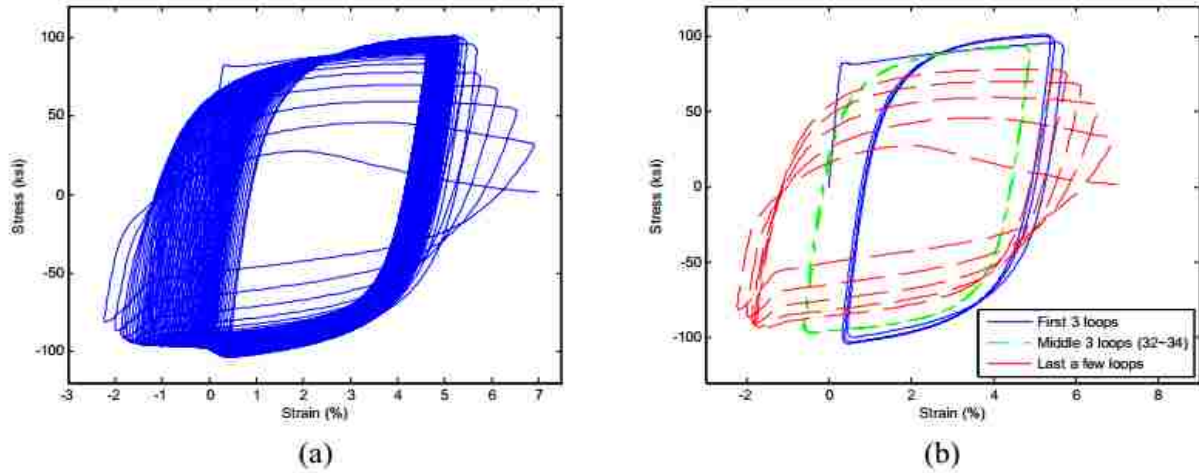 100
50
0
-50
-100
Stress (ksi)
-3 -2 -1 0 1 2 3 4 5 6 7
Strain (%)
(a)
100
50
0
-50
-100
Stress (ksi)
First 3 loops
Middle 3 loops (32~34)
Last a few loops
-2 0 2 4 6 8
Strain (%)
(b)